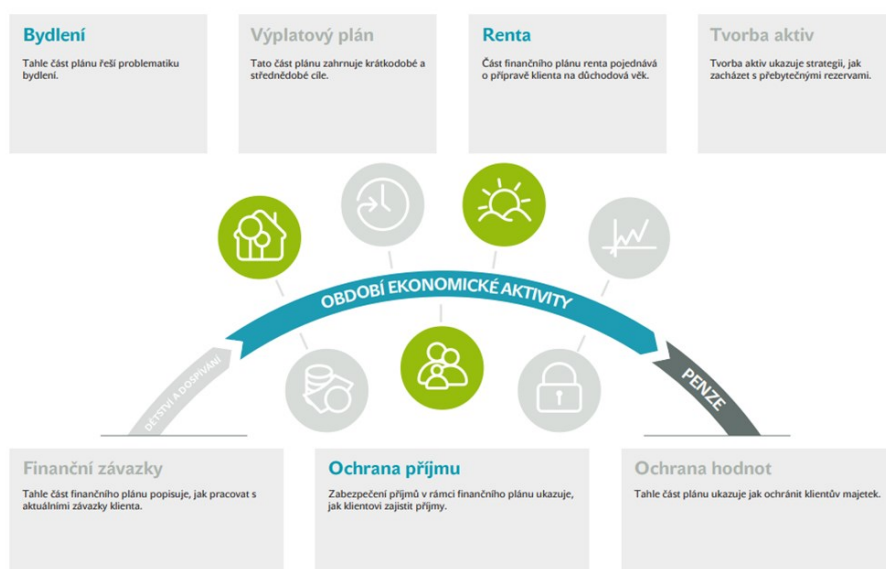 Bydlení
Tahle část plánu řeší problematiku
bydlení.
Výplatový plán
Tato část plánu zahrnuje krátkodobé a
střednědobé cíle.
Renta
Část finančního plánu renta pojednává
o přípravě klienta na důchodová věk.
Tvorba aktiv
Tvorba aktiv ukazuje strategii, jak
zacházet s přebytečnými rezervami.
OBDOBÍ EKONOMICKÉ AKTIVITY
DĚTSTVÍ A DOSPÍVÁNÍ
PENZE
Finanční závazky
Tahle část finančního plánu popisuje, jak pracovat s
aktuálními závazky klienta.
Ochrana příjmu
Zabezpečení příjmů v rámci finančního plánu ukazuje,
jak klientovi zajistit příjmy.
Ochrana hodnot
Tahle část plánu ukazuje jak ochránit klientův majetek.